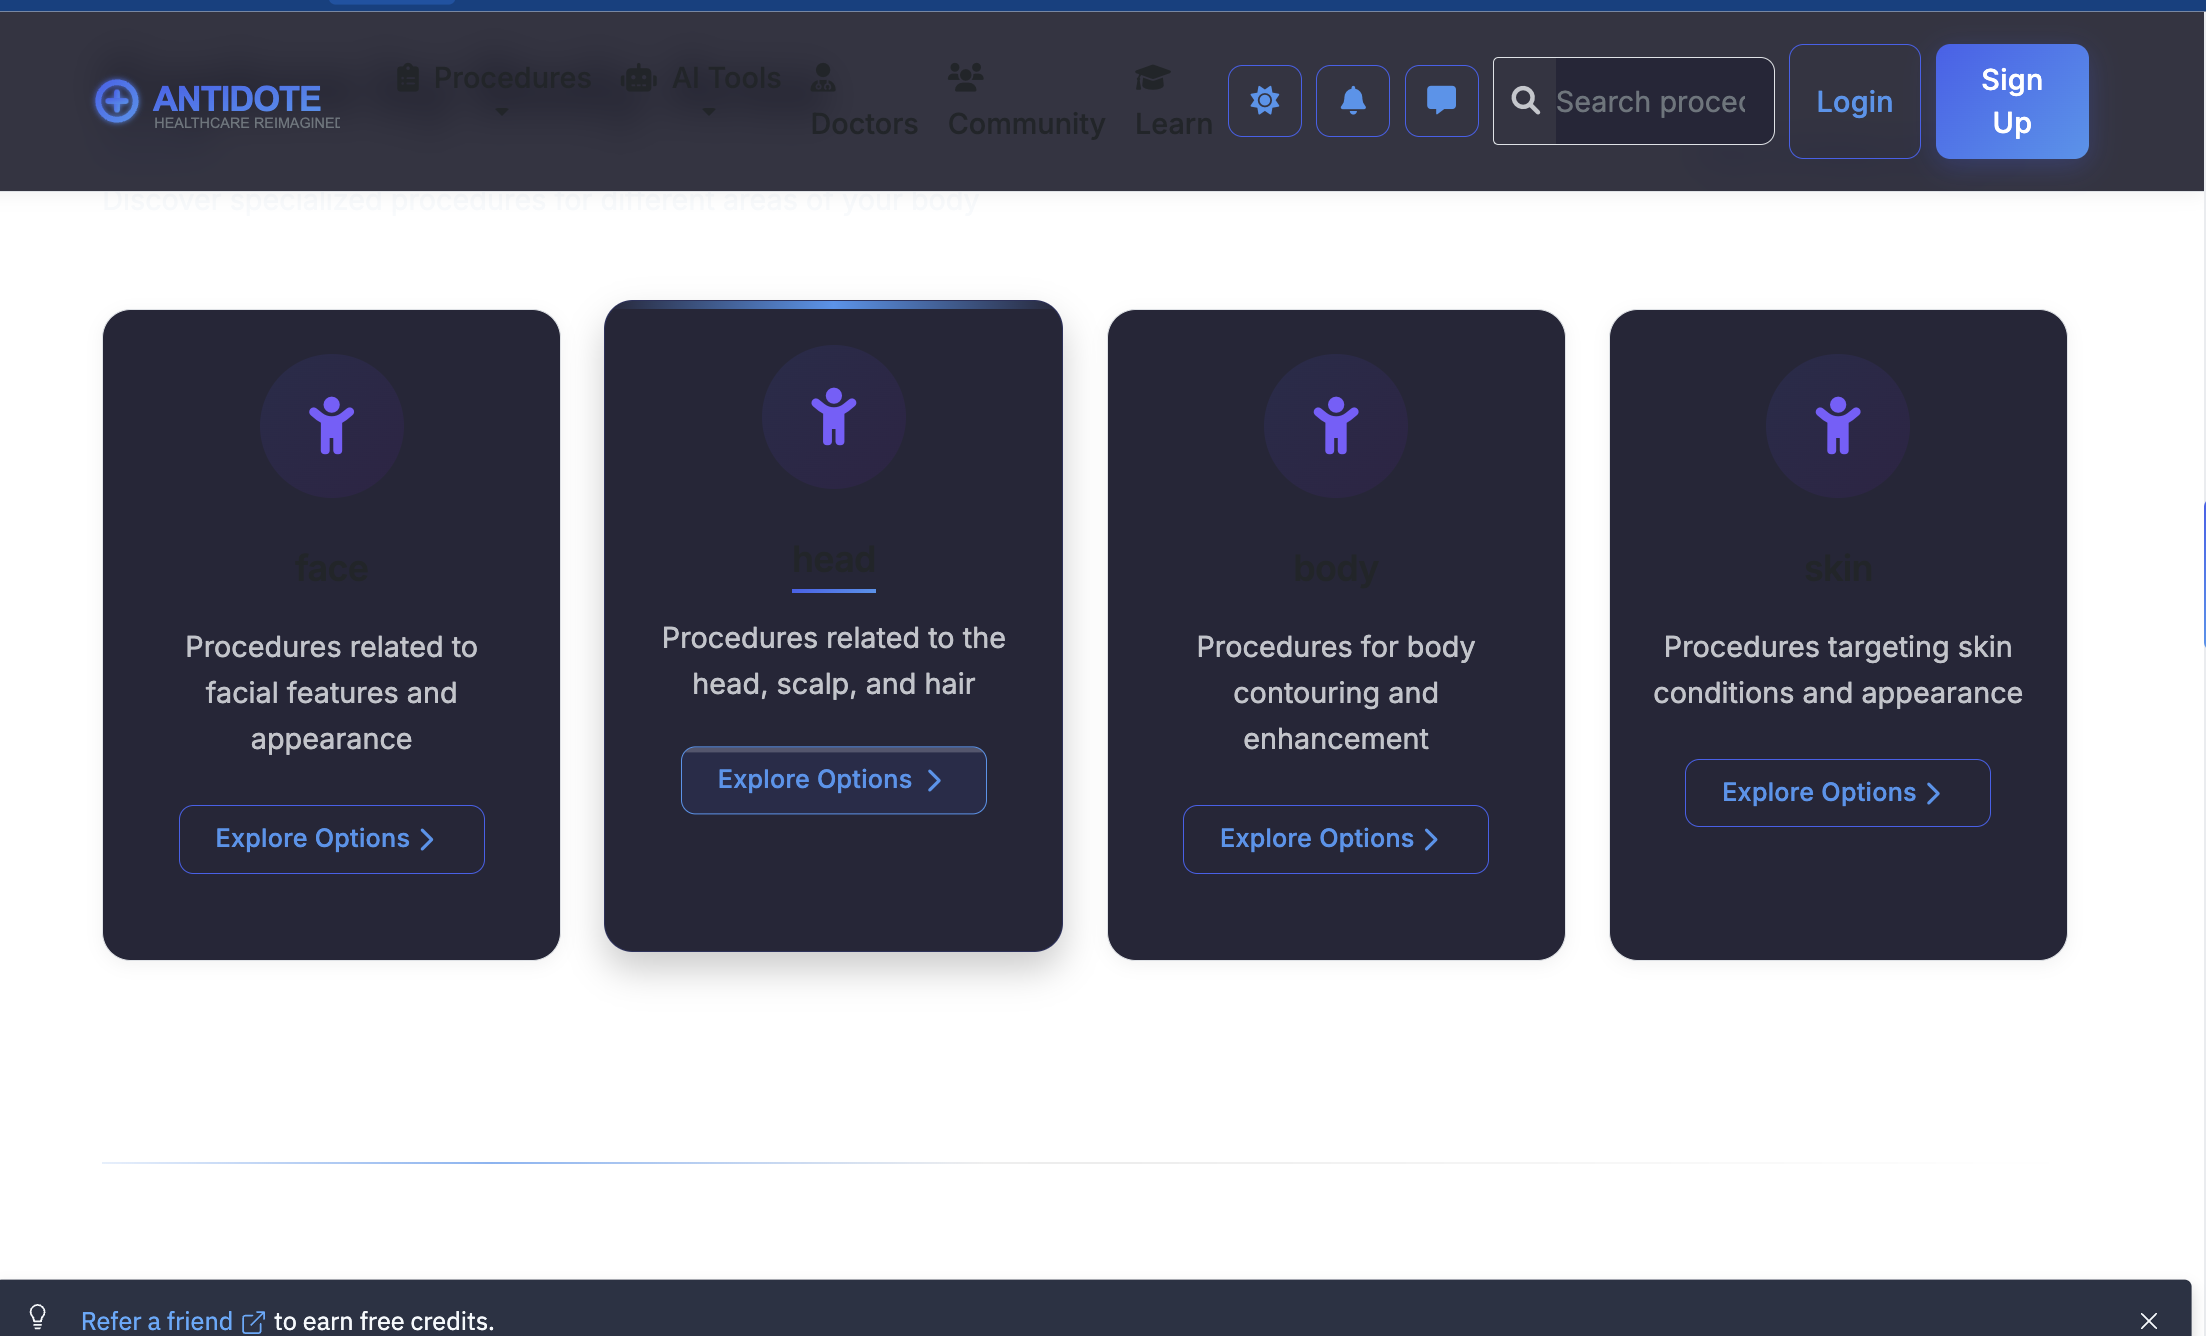 ANTIDOTE
HEALTHCARE REIMAGINED
Procedures
AI Tools
Doctors
Community
Learn
Search proced
Login
Sign
Up
Discover specialized procedures for different areas of your body
face
Procedures related to
facial features and
appearance
Explore Options
head
Procedures related to the
head, scalp, and hair
Explore Options
body
Procedures for body
contouring and
enhancement
Explore Options
skin
Procedures targeting skin
conditions and appearance
Explore Options
Refer a friend to earn free credits.